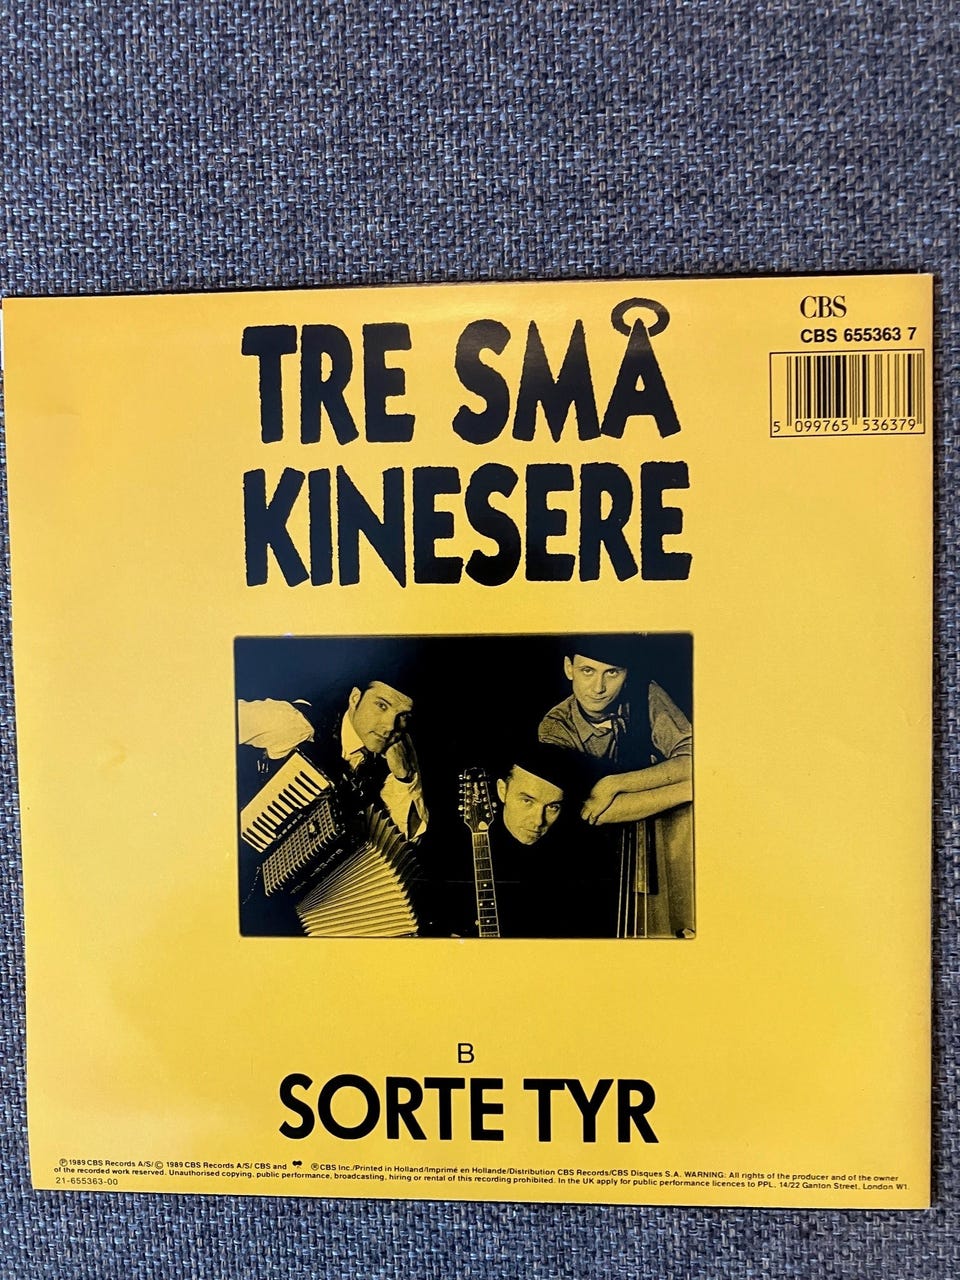 CBS
CBS 655363 7
5 099765 536379
TRE SMÅ
KINESERE
B
SORTE TYR
Ⓟ 1989 CBS Records A/S/ © 1989 CBS Records A/S/ CBS and ® CBS Inc./Printed in Holland/Imprimé en Hollande/Distribution CBS Records/CBS Disques S.A. WARNING: All rights of the producer and of the owner
of the recorded work reserved. Unauthorised copying, public performance, broadcasting, hiring or rental of this recording prohibited. In the UK apply for public performance licences to PPL, 14/22 Ganton Street, London W1.
21-655363-00